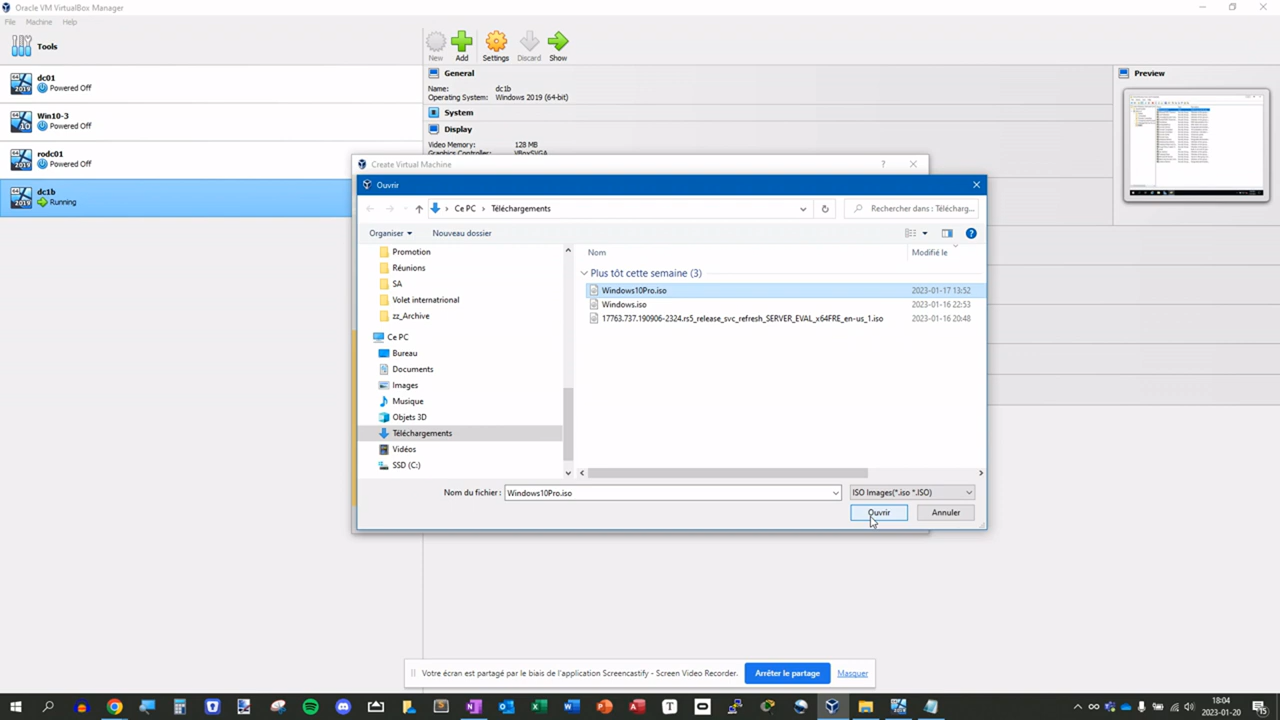 Oracle VM VirtualBox Manager
File Machine Help
Tools
New Add Settings Discard Show
dc01
Powered Off
Win10-3
Powered Off
rodc01
Powered Off
dc1b
Running
General
Name: dc1b
Operating System: Windows 2019 (64-bit)
System
Display
Video Memory: 128 MB
Graphics Controller: VBoxSVGA
Preview
Create Virtual Machine
Ouvrir
Ce PC > Téléchargements
Rechercher dans : Télécharg...
Organiser Nouveau dossier
Promotion
Réunions
SA
Volet international
zz_Archive
Ce PC
Bureau
Documents
Images
Musique
Objets 3D
Téléchargements
Vidéos
SSD (C:)
Nom Modifié le
Plus tôt cette semaine (3)
Windows10Pro.iso 2023-01-17 13:52
Windows.iso 2023-01-16 22:53
17763.737.190906-2324.rs5_release_svc_refresh_SERVER_EVAL_x64FRE_en-us_1.iso 2023-01-16 20:48
Nom du fichier : Windows10Pro.iso ISO Images(*.iso *.ISO)
Ouvrir Annuler
Votre écran est partagé par le biais de l'application Screencastify - Screen Video Recorder. Arrêter le partage Masquer
18:04
2023-01-20